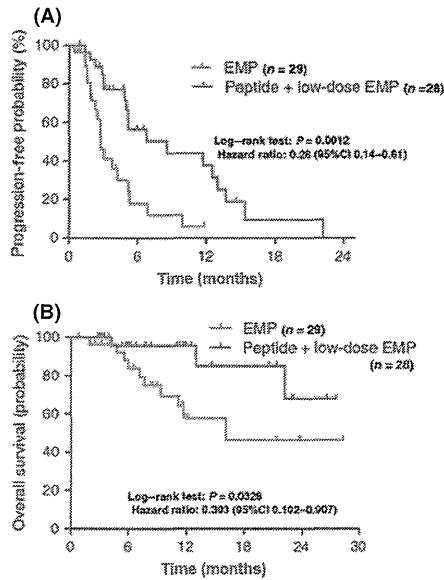 (A)
Progression-free probability (%)
100
80
60
40
20
0
EMP (n = 29)
Peptide + low-dose EMP (n = 28)
Log-rank test: P = 0.0012
Hazard ratio: 0.28 (95%CI 0.14-0.61)
0 6 12 18 24
Time (months)
(B)
Overall survival (probability)
100
80
60
40
20
0
EMP (n = 29)
Peptide + low-dose EMP
(n = 28)
Log-rank test: P = 0.0328
Hazard ratio: 0.303 (95%CI 0.102-0.907)
0 6 12 18 24 30
Time (months)